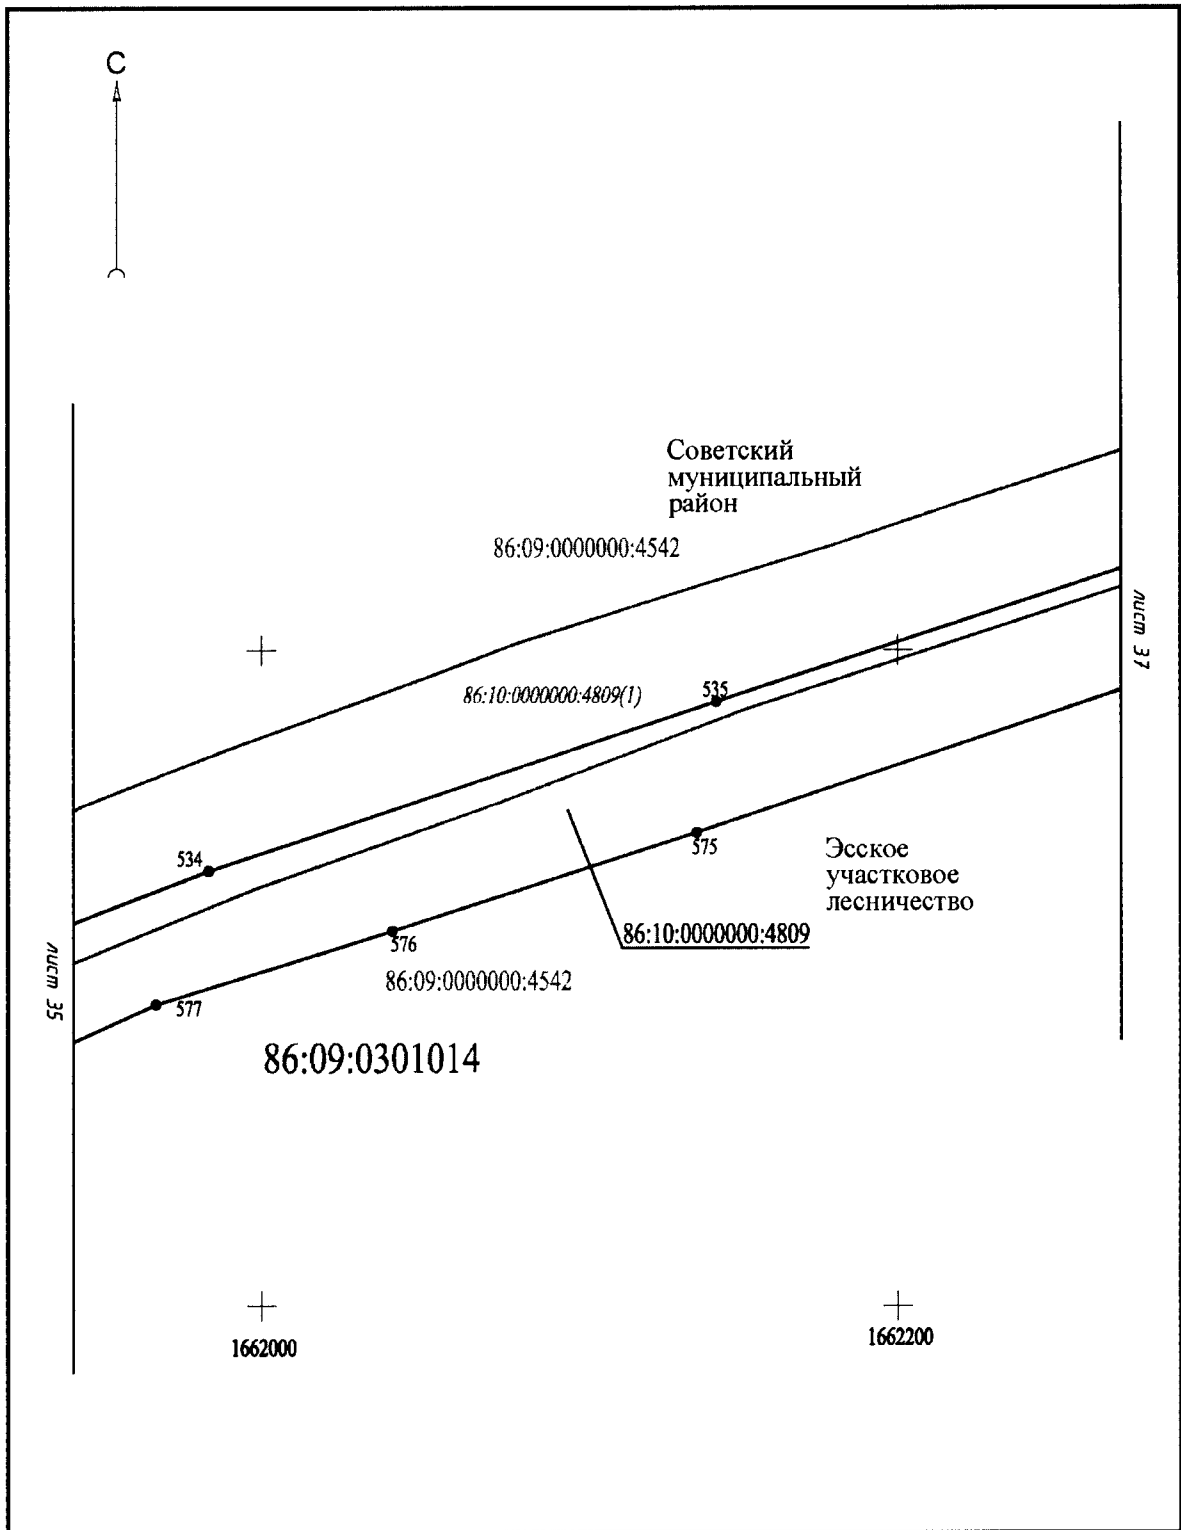 С
Советский
муниципальный
район
86:09:0000000:4542
лист 37
86:10:0000000:4809(1)
535
534
575
Эсское
участковое
лесничество
86:10:0000000:4809
576
86:09:0000000:4542
лист 35
577
86:09:0301014
1662000
1662200